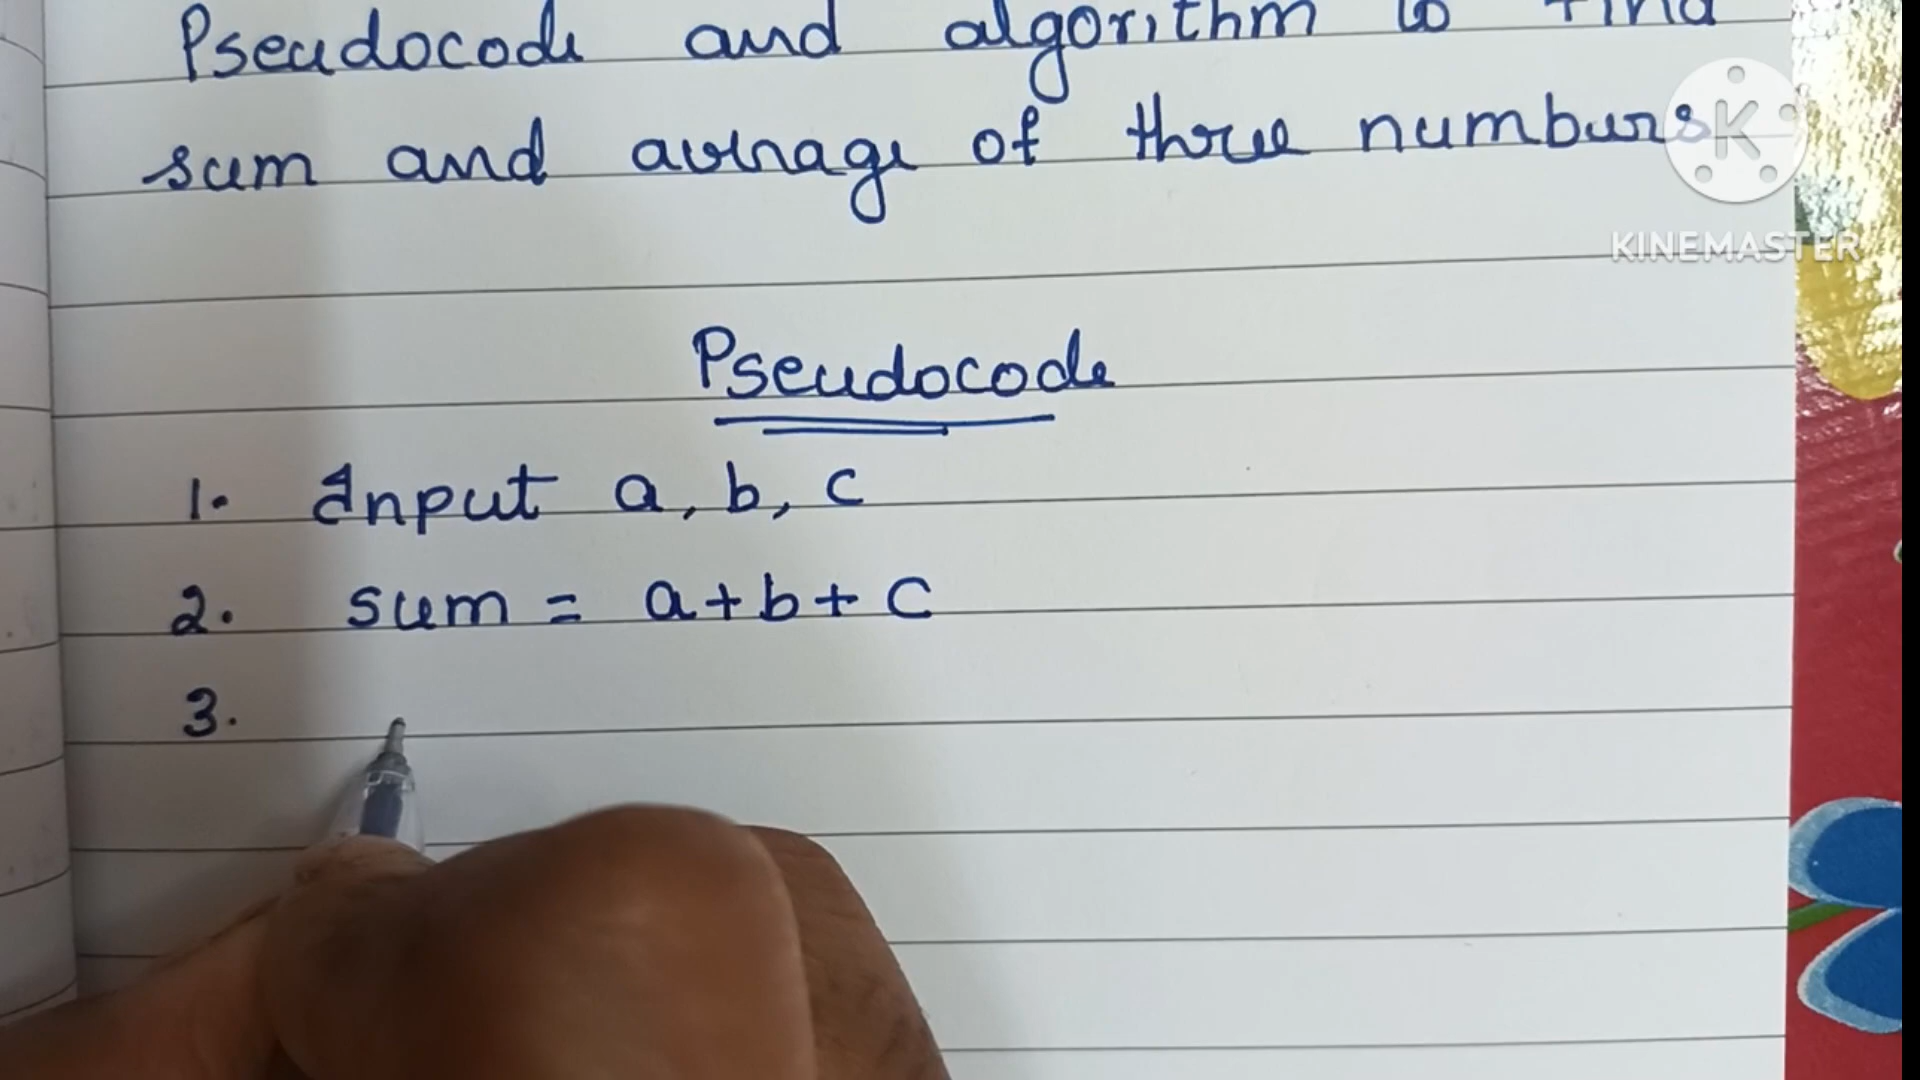 Pseudocode and algorithm to find
sum and average of three numbers
K
KINEMASTER
Pseudocode
1. Input a, b, c
2. sum = a+b+c
3.